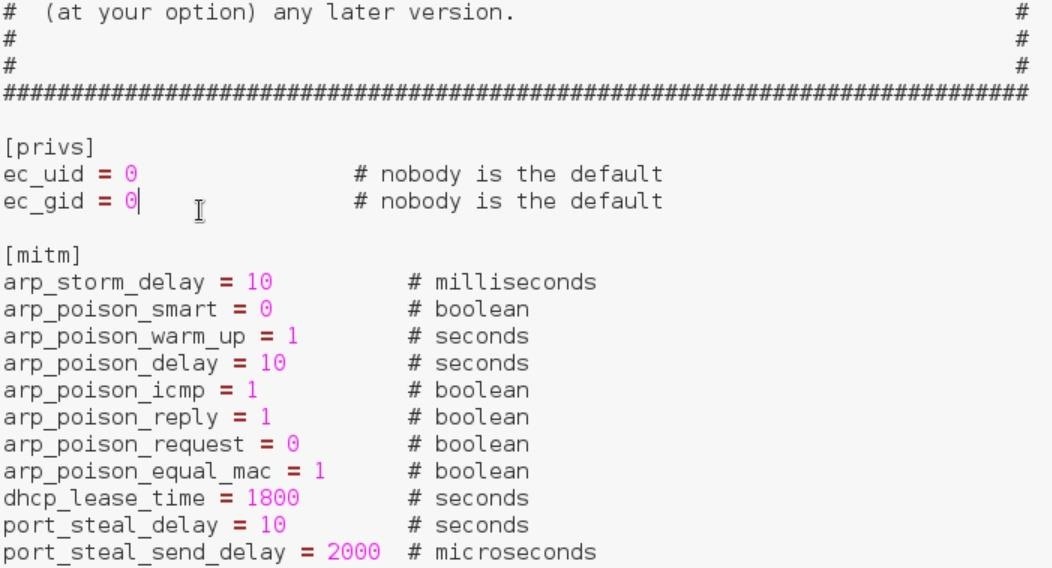 #  (at your option) any later version.                                     #
#                                                                          #
#                                                                          #
############################################################################
[privs]
ec_uid = 0                # nobody is the default
ec_gid = 0                # nobody is the default
[mitm]
arp_storm_delay = 10          # milliseconds
arp_poison_smart = 0          # boolean
arp_poison_warm_up = 1        # seconds
arp_poison_delay = 10         # seconds
arp_poison_icmp = 1           # boolean
arp_poison_reply = 1          # boolean
arp_poison_request = 0        # boolean
arp_poison_equal_mac = 1      # boolean
dhcp_lease_time = 1800        # seconds
port_steal_delay = 10         # seconds
port_steal_send_delay = 2000  # microseconds